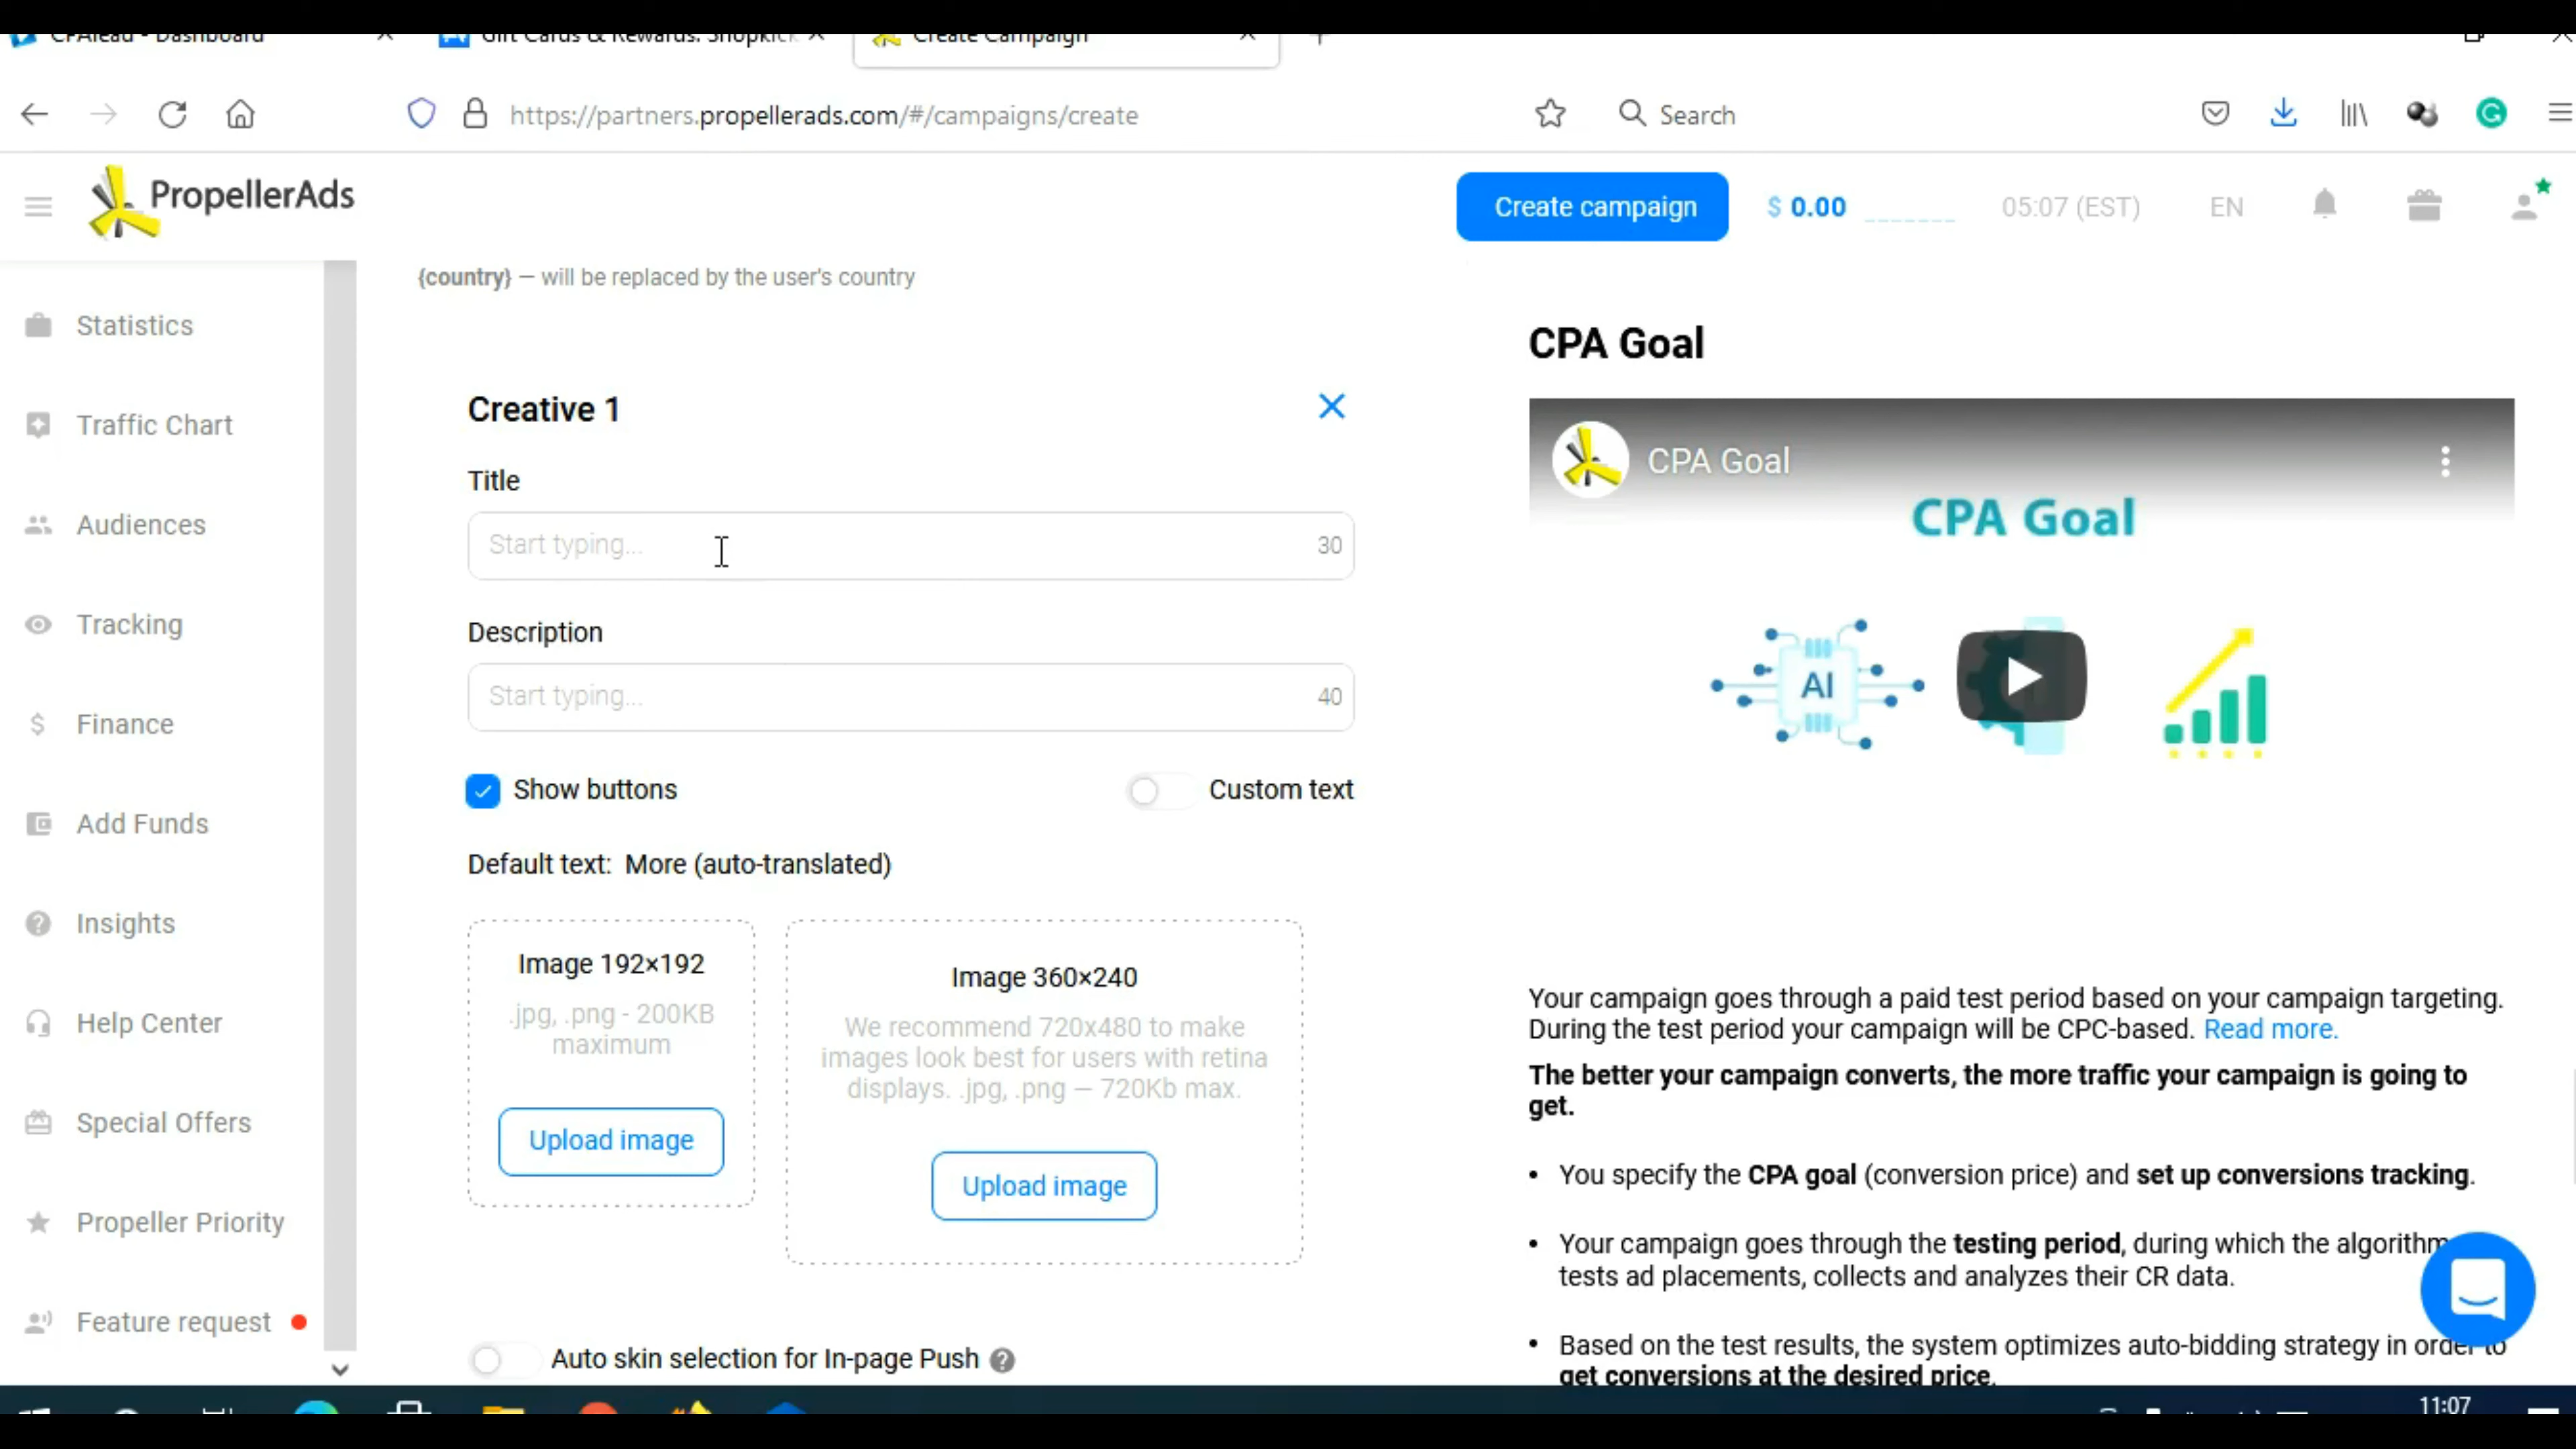 CPAlead - Dashboard
Gift Cards & Rewards: Shopkick
Create Campaign
https://partners.propellerads.com/#/campaigns/create
Search
PropellerAds
Create campaign
$ 0.00
05:07 (EST)
EN
Statistics
Traffic Chart
Audiences
Tracking
Finance
Add Funds
Insights
Help Center
Special Offers
Propeller Priority
Feature request
{country} — will be replaced by the user's country
Creative 1
Title
Start typing...
30
Description
Start typing...
40
Show buttons
Custom text
Default text: More (auto-translated)
Image 192×192
.jpg, .png - 200KB
maximum
Upload image
Image 360×240
We recommend 720x480 to make
images look best for users with retina
displays. .jpg, .png — 720Kb max.
Upload image
Auto skin selection for In-page Push
CPA Goal
CPA Goal
CPA Goal
AI
Your campaign goes through a paid test period based on your campaign targeting.
During the test period your campaign will be CPC-based. Read more.
The better your campaign converts, the more traffic your campaign is going to
get.
• You specify the CPA goal (conversion price) and set up conversions tracking.
• Your campaign goes through the testing period, during which the algorithm
tests ad placements, collects and analyzes their CR data.
• Based on the test results, the system optimizes auto-bidding strategy in order to
get conversions at the desired price.
11:07